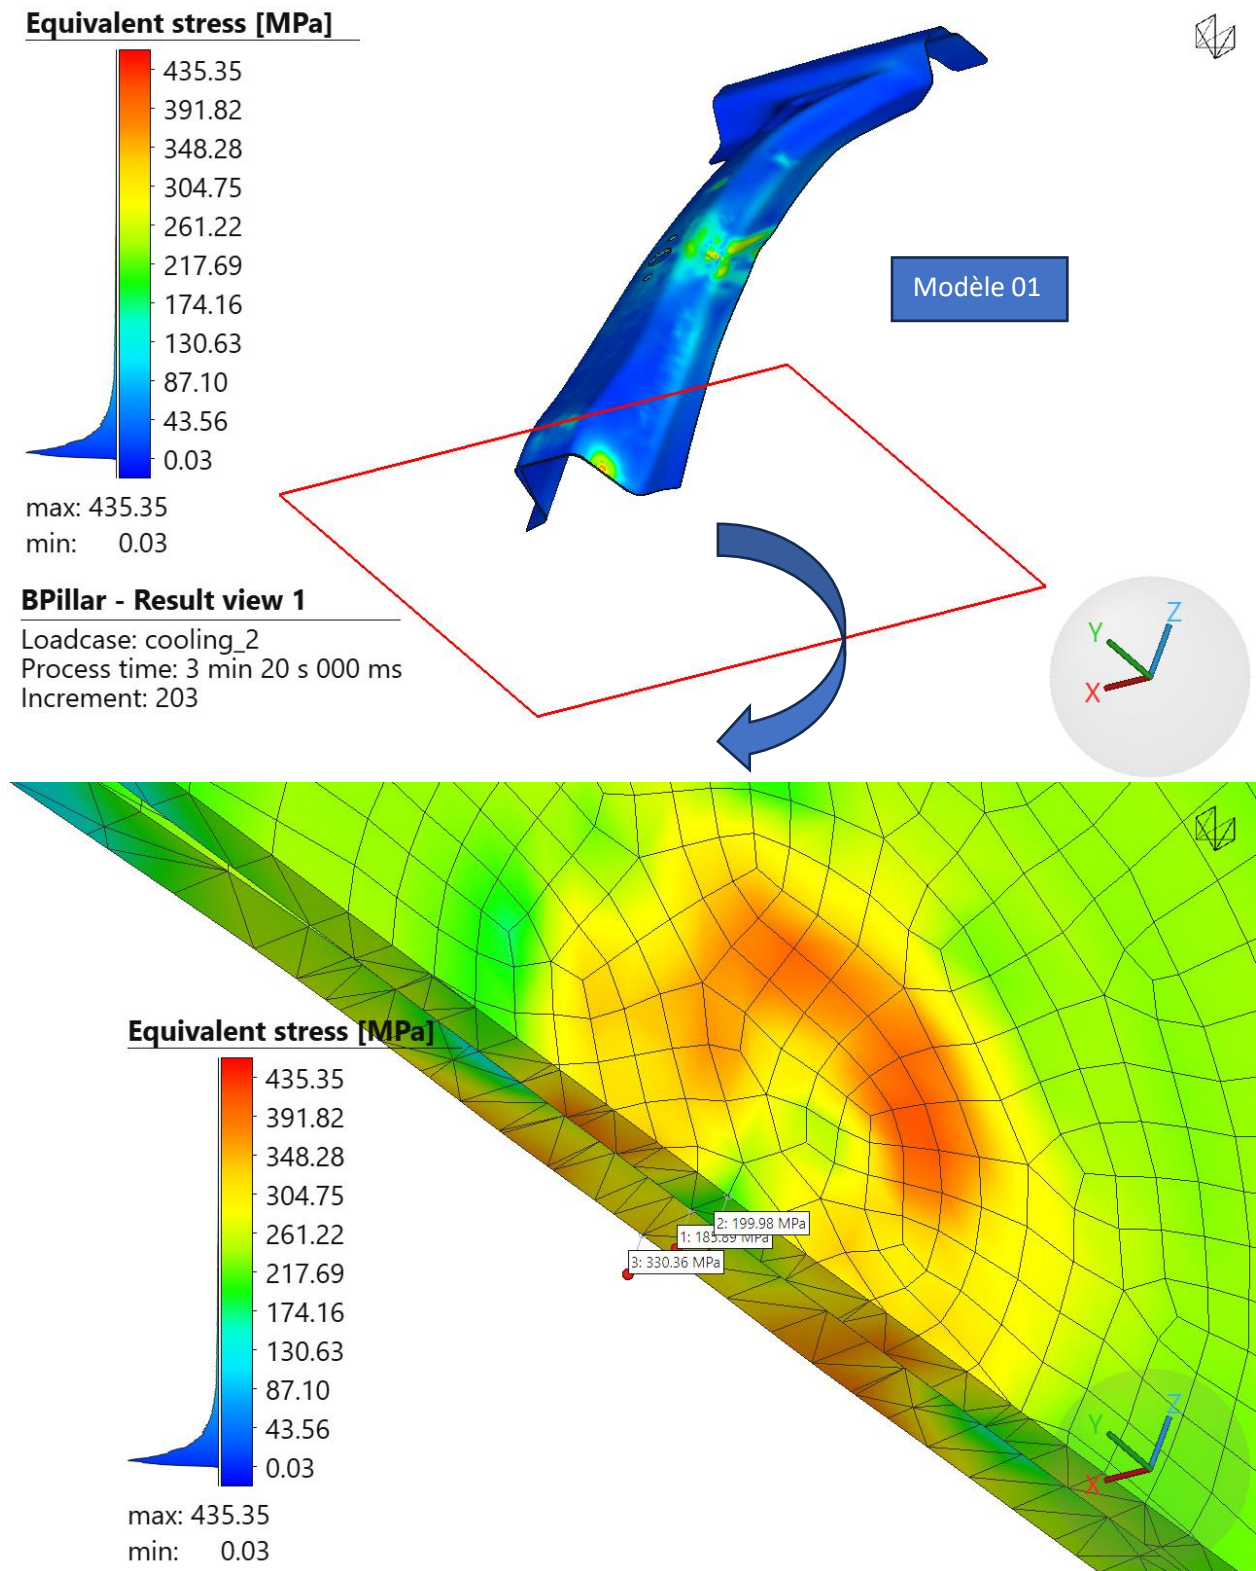 Equivalent stress [MPa]
435.35
391.82
348.28
304.75
261.22
217.69
174.16
130.63
87.10
43.56
0.03
max: 435.35
min: 0.03
Modèle 01
BPillar - Result view 1
Loadcase: cooling_2
Process time: 3 min 20 s 000 ms
Increment: 203
Z
Y
X
Equivalent stress [MPa]
435.35
391.82
348.28
304.75
261.22
217.69
174.16
130.63
87.10
43.56
0.03
max: 435.35
min: 0.03
2: 199.98 MPa
1: 185.89 MPa
3: 330.36 MPa
Z
Y
X